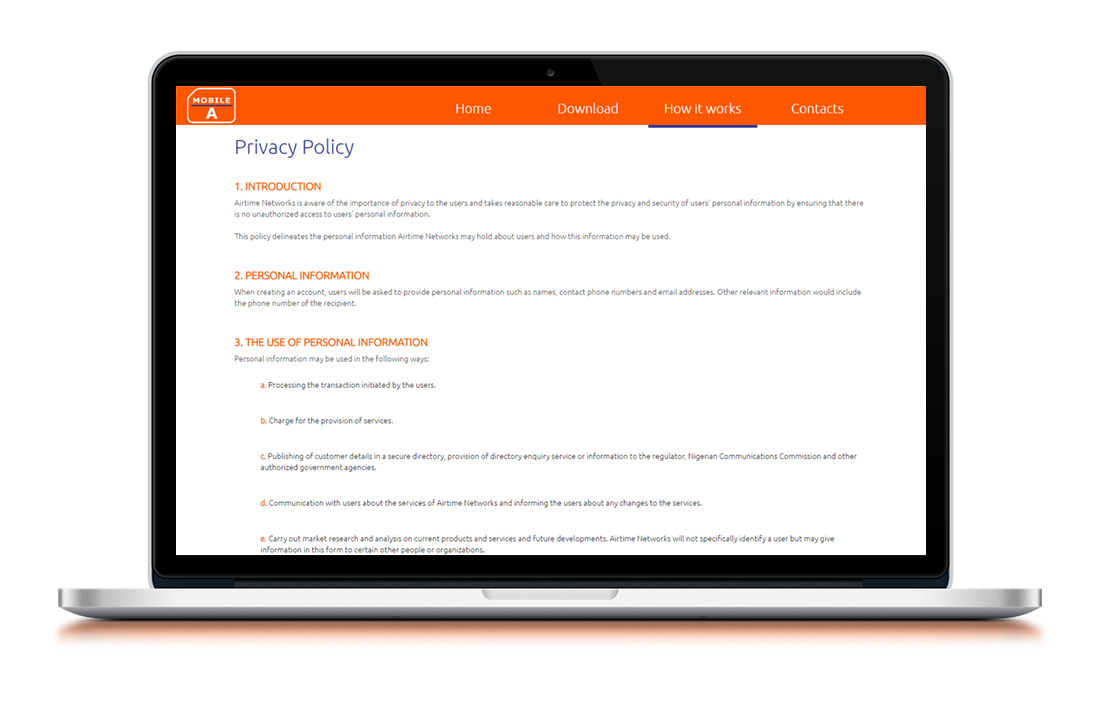 MOBILE
A
Home Download How it works Contacts
Privacy Policy
1. INTRODUCTION
Airtime Networks is aware of the importance of privacy to the users and takes reasonable care to protect the privacy and security of users' personal information by ensuring that there
is no unauthorized access to users' personal information.
This policy delineates the personal information Airtime Networks may hold about users and how this information may be used.
2. PERSONAL INFORMATION
When creating an account, users will be asked to provide personal information such as names, contact phone numbers and email addresses. Other relevant information would include
the phone number of the recipient.
3. THE USE OF PERSONAL INFORMATION
Personal information may be used in the following ways:
a. Processing the transaction initiated by the users.
b. Charge for the provision of services.
c. Publishing of customer details in a secure directory, provision of directory enquiry service or information to the regulator, Nigerian Communications Commission and other
authorized government agencies.
d. Communication with users about the services of Airtime Networks and informing the users about any changes to the services.
e. Carry out market research and analysis on current products and services and future developments. Airtime Networks will not specifically identify a user but may give
information in this form to certain other people or organizations.